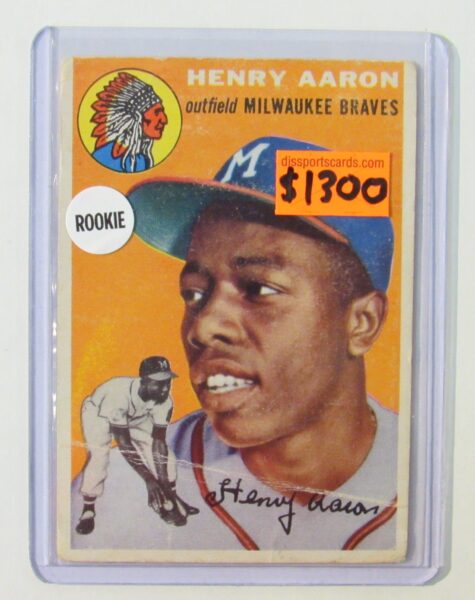 HENRY AARON
outfield MILWAUKEE BRAVES
M
dissportscards.com
$1300
ROOKIE
M
Henry Aaron